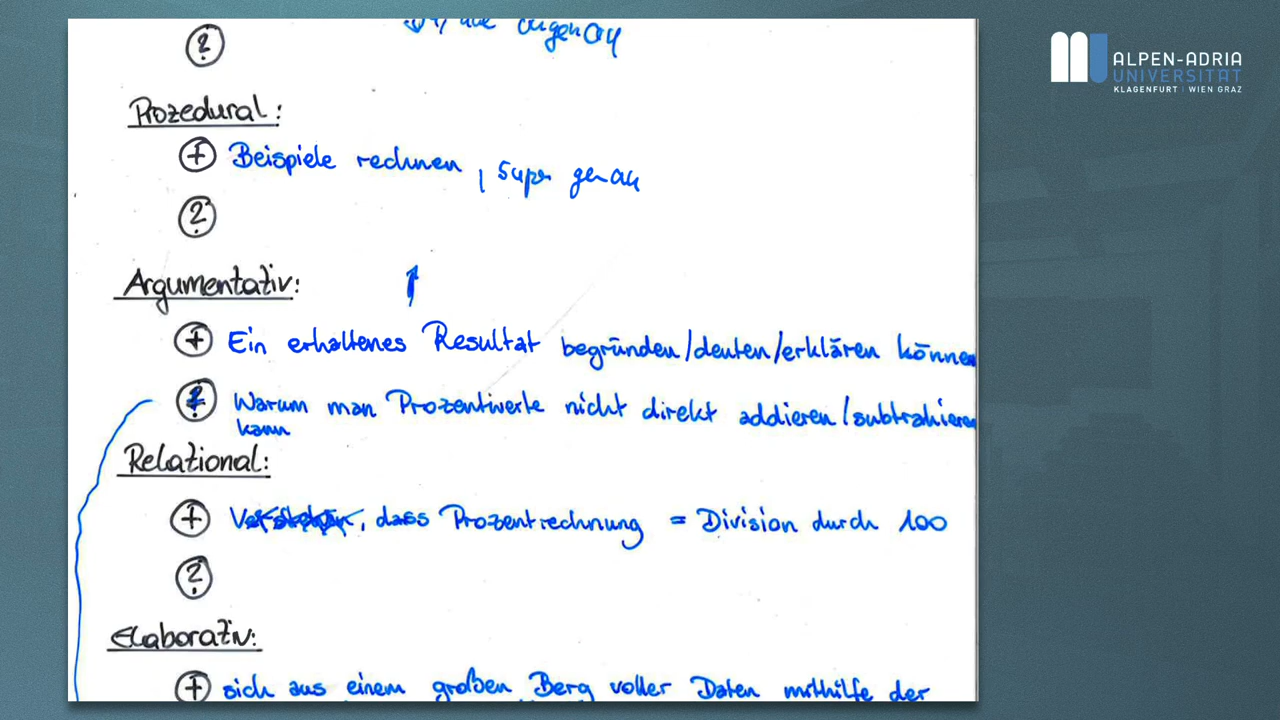 ungenau
?
Prozedural:
+ Beispiele rechnen, super genau
?
Argumentativ:
+ Ein erhaltenes Resultat begründen/deuten/erklären können
? Warum man Prozentwerte nicht direkt addieren/subtrahieren
kann
Relational:
+ Verstehen, dass Prozentrechnung = Division durch 100
?
Elaborativ:
+ sich aus einem großen Berg voller Daten mithilfe der
ALPEN-ADRIA
UNIVERSITÄT
KLAGENFURT | WIEN GRAZ